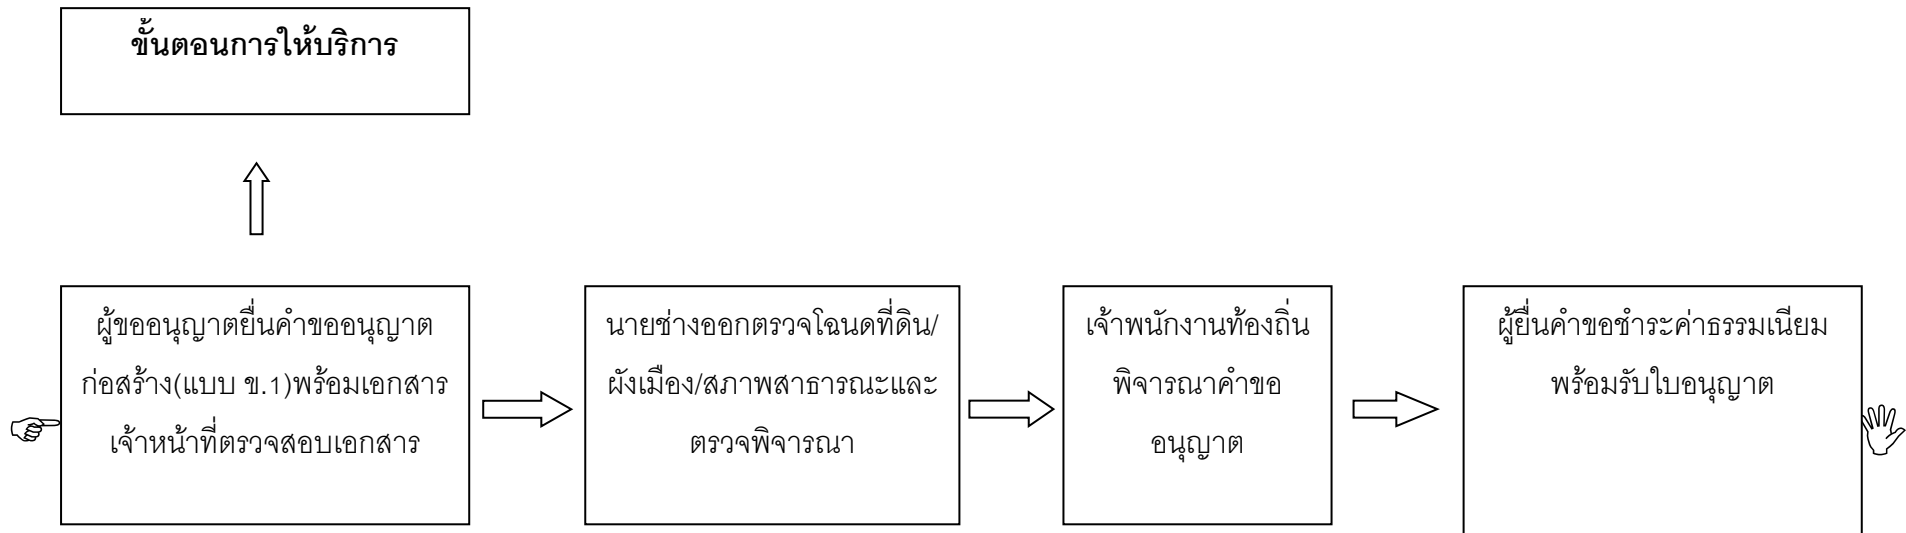 ขั้นตอนการให้บริการ
ผู้ขออนุญาตยื่นคำขออนุญาต
ก่อสร้าง(แบบ ข.1)พร้อมเอกสาร
เจ้าหน้าที่ตรวจสอบเอกสาร
นายช่างออกตรวจโฉนดที่ดิน/
ผังเมือง/สภาพสาธารณะและ
ตรวจพิจารณา
เจ้าพนักงานท้องถิ่น
พิจารณาคำขอ
อนุญาต
ผู้ยื่นคำขอชำระค่าธรรมเนียม
พร้อมรับใบอนุญาต